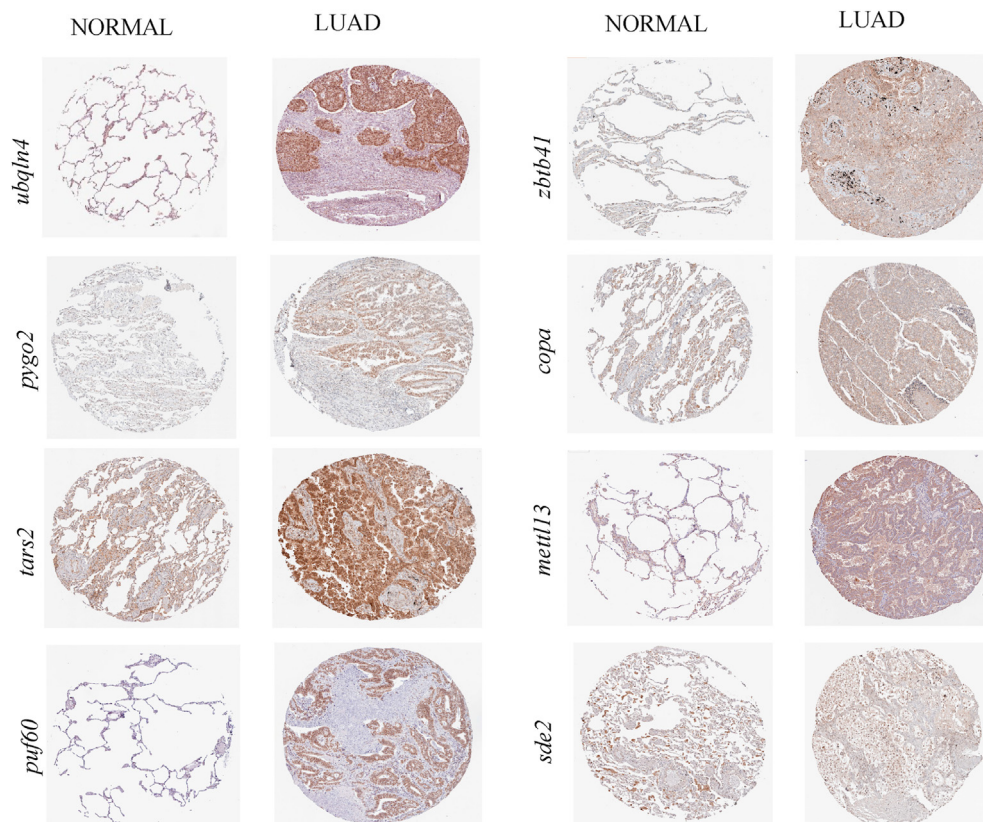 NORMAL LUAD NORMAL LUAD
ubqln4 zbtb41
pygo2 copa
tars2 mettl13
puf60 sde2